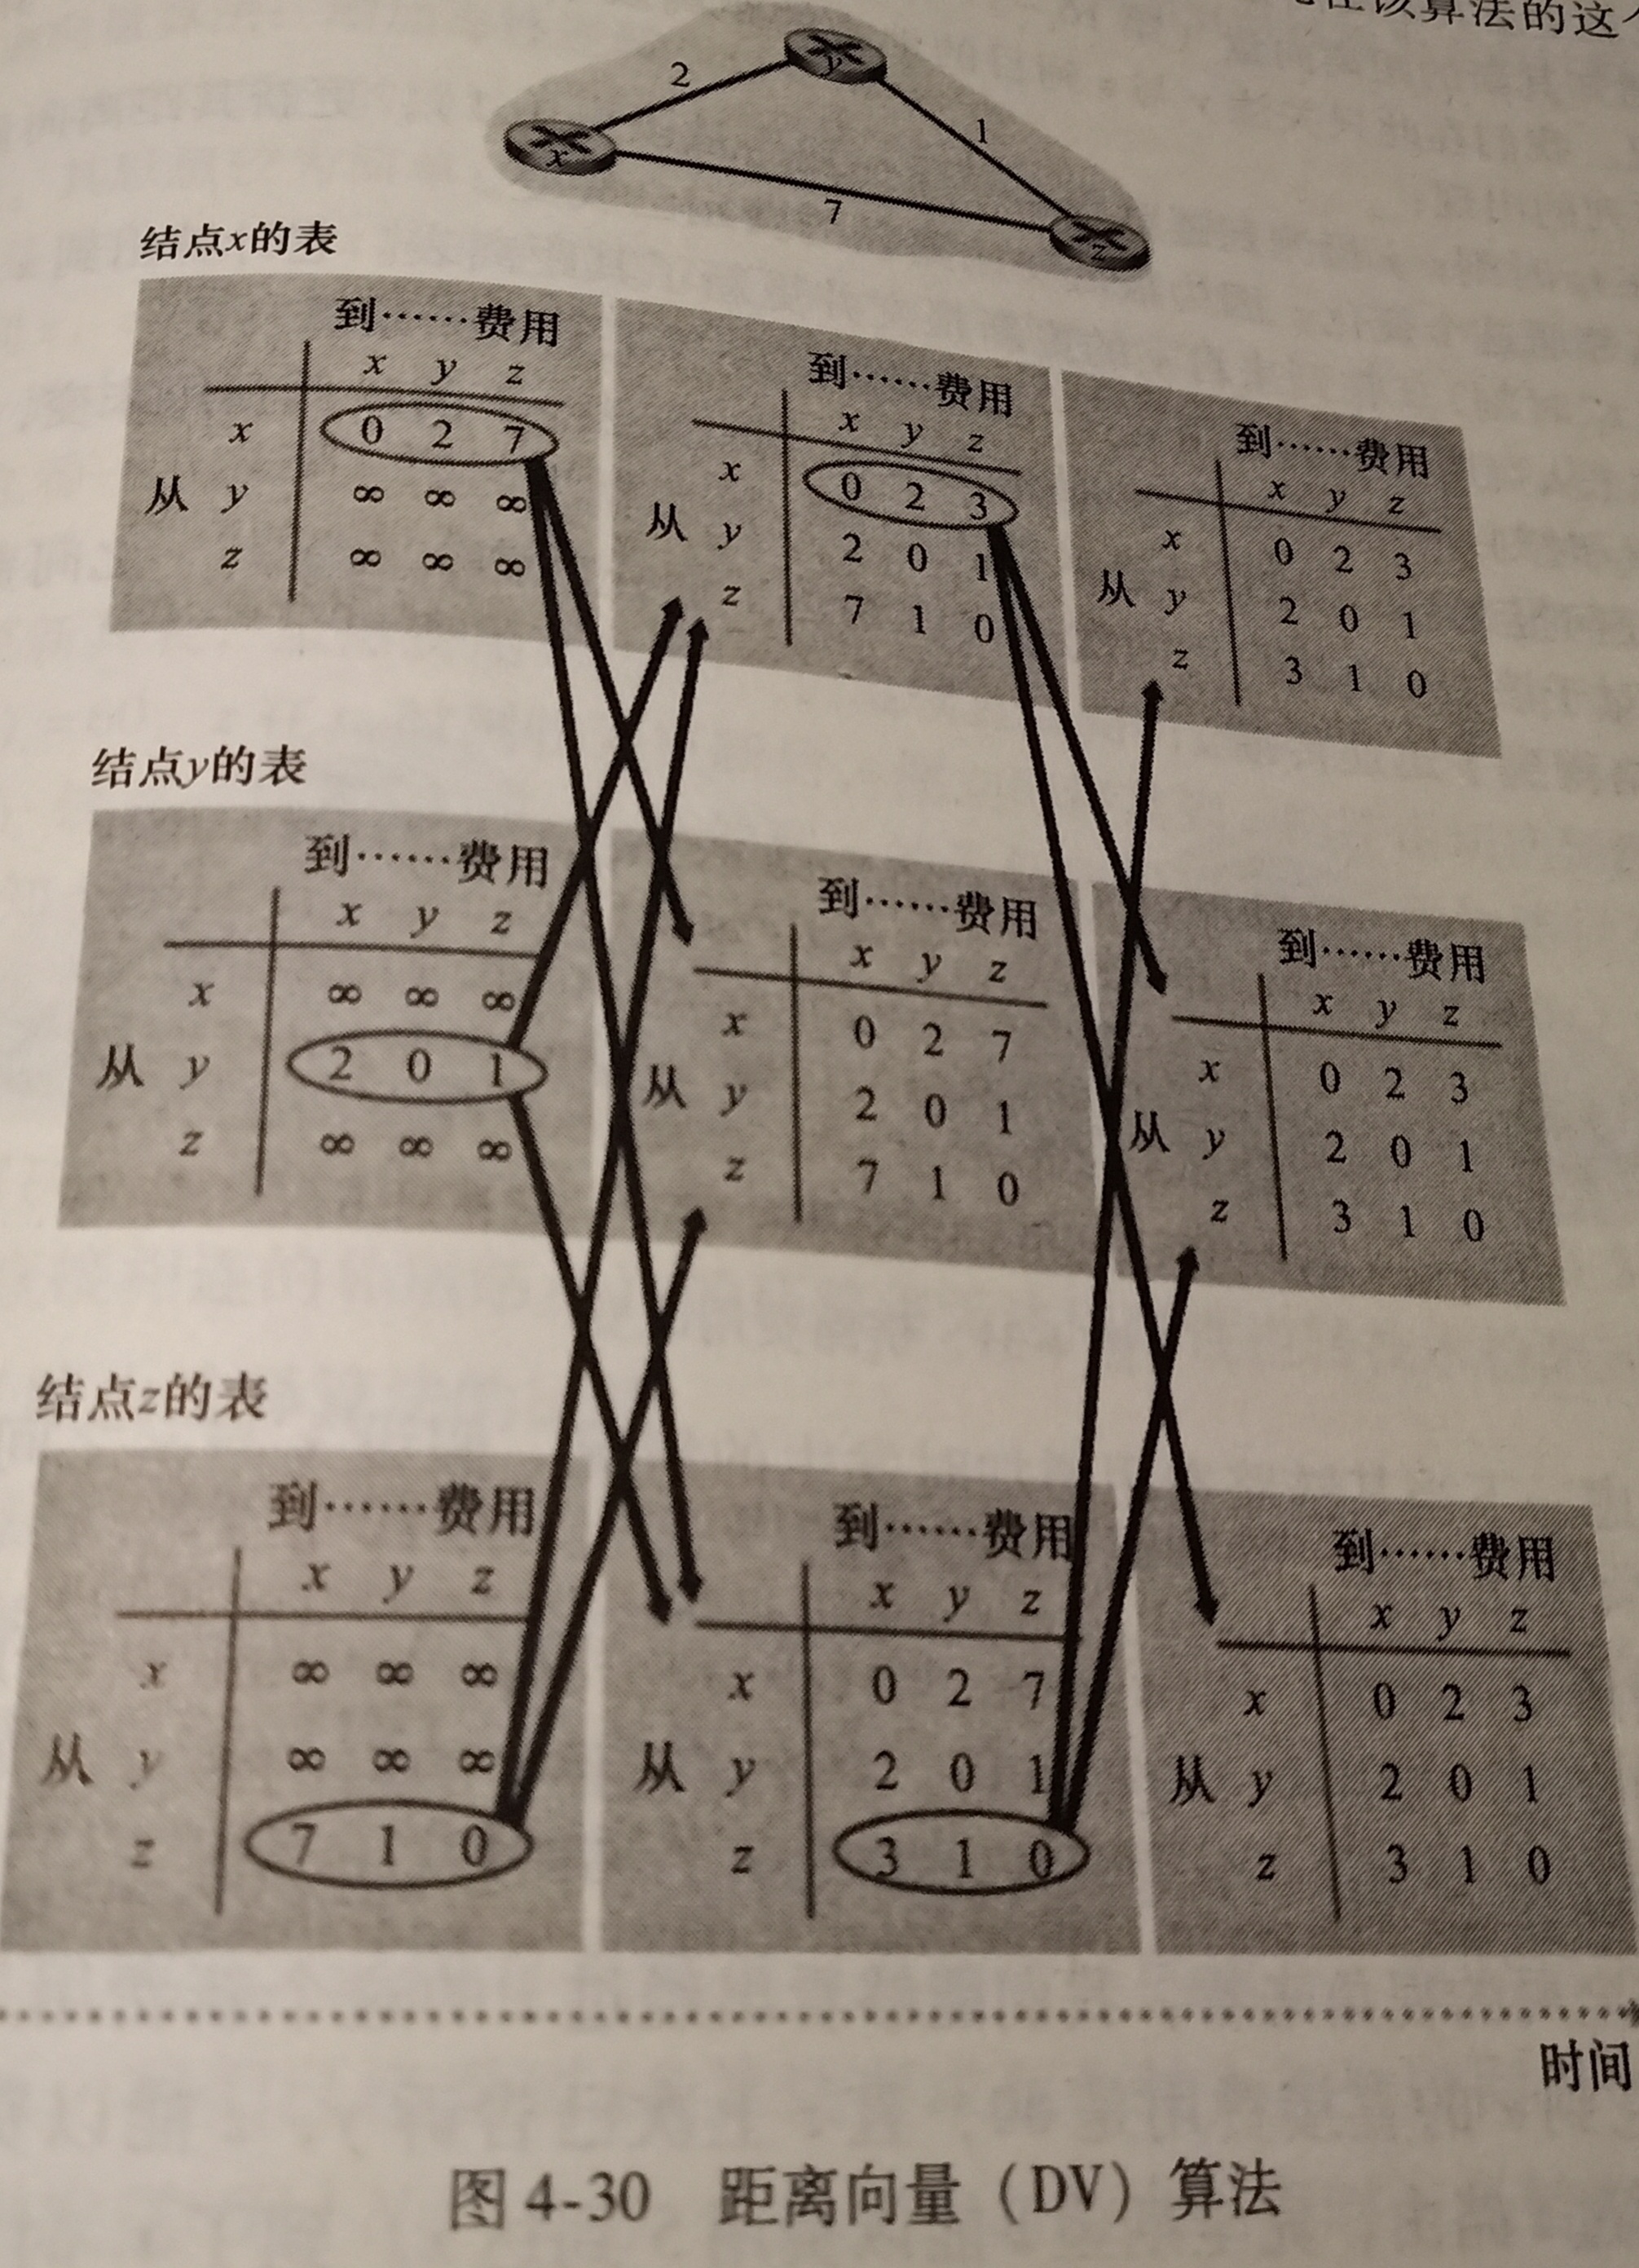 在该算法的这个
y
2
1
x
7
z
结点x的表
到……费用 到……费用 到……费用
x y z x y z x y z
x 0 2 7 x 0 2 3 x 0 2 3
从 y ∞ ∞ ∞ 从 y 2 0 1 从 y 2 0 1
z ∞ ∞ ∞ z 7 1 0 z 3 1 0
结点y的表
到……费用 到……费用 到……费用
x y z x y z x y z
x ∞ ∞ ∞ x 0 2 7 x 0 2 3
从 y 2 0 1 从 y 2 0 1 从 y 2 0 1
z ∞ ∞ ∞ z 7 1 0 z 3 1 0
结点z的表
到……费用 到……费用 到……费用
x y z x y z x y z
x ∞ ∞ ∞ x 0 2 7 x 0 2 3
从 y ∞ ∞ ∞ 从 y 2 0 1 从 y 2 0 1
z 7 1 0 z 3 1 0 z 3 1 0
时间
图 4-30 距离向量（DV）算法